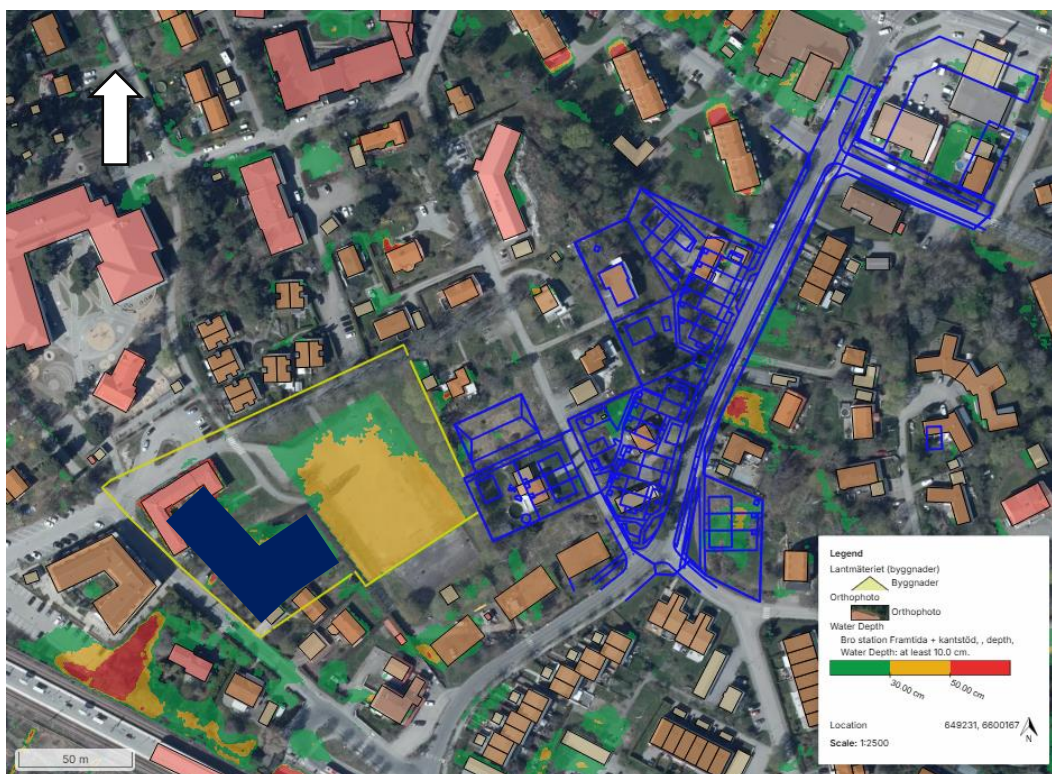 Legend
Lantmäteriet (byggnader)
Byggnader
Orthophoto
Orthophoto
Water Depth
Bro station Framtida + kantstöd, , depth,
Water Depth: at least 10.0 cm.
30.00 cm
50.00 cm
Location 649231, 6600167
N
Scale: 1:2500
50 m